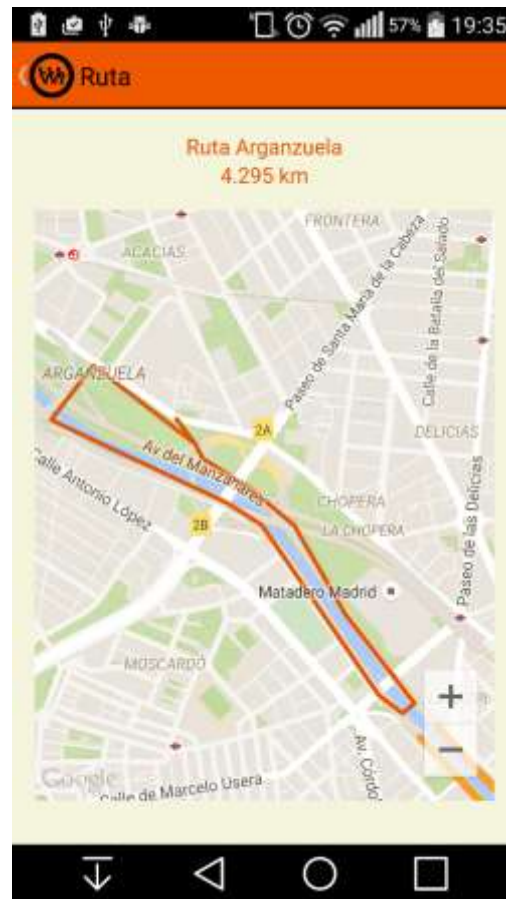 57% 19:35
Ruta
Ruta Arganzuela
4.295 km
FRONTERA
ACACIAS
Paseo de Santa María de la Cabeza
Calle de la Batalla del Salado
ARGANZUELA
2A
DELICIAS
Av del Manzanares
Calle Antonio López
CHOPERA
2B
LA CHOPERA
Paseo de las Delicias
Matadero Madrid
MOSCARDÓ
+
−
Av. Córdo
Google
Calle de Marcelo Usera